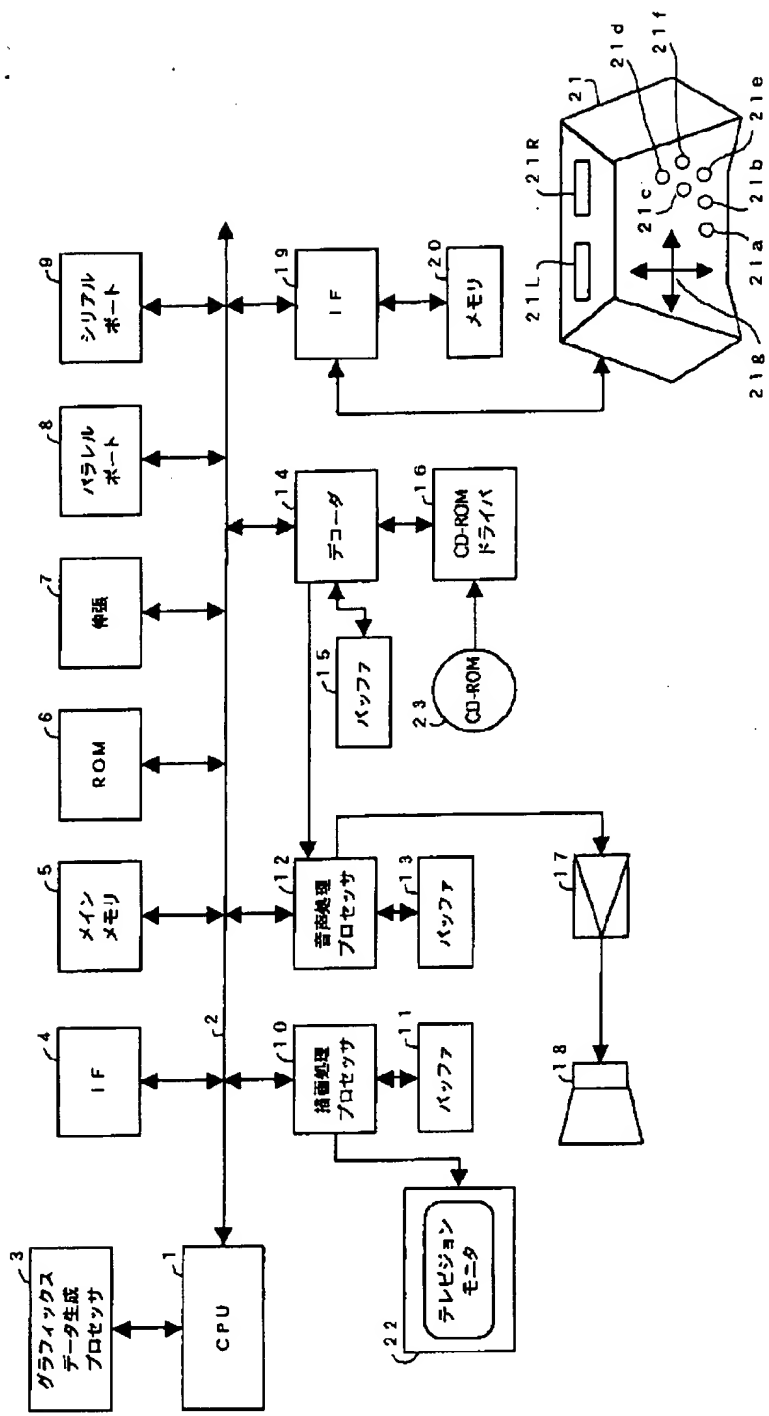 3
グラフィックス
データ生成
プロセッサ
1
CPU
2
4
IF
5
メイン
メモリ
6
ROM
7
伸張
8
パラレル
ポート
9
シリアル
ポート
10
描画処理
プロセッサ
11
バッファ
22
テレビジョン
モニタ
12
音声処理
プロセッサ
13
バッファ
17
18
14
デコーダ
15
バッファ
16
CD-ROM
ドライバ
23
CD-ROM
19
IF
20
メモリ
21L
21R
21
21c
21d
21f
21g
21a
21b
21e